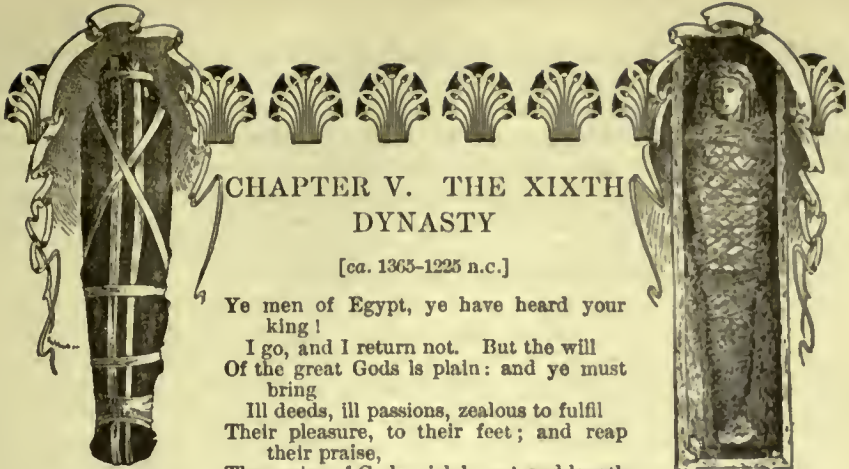 CHAPTER V. THE XIXTH
DYNASTY
[ca. 1365–1225 B.C.]
Ye men of Egypt, ye have heard your
king!
I go, and I return not. But the will
Of the great Gods is plain: and ye must
bring
Ill deeds, ill passions, zealous to fulfil
Their pleasure, to their feet; and reap
their praise,